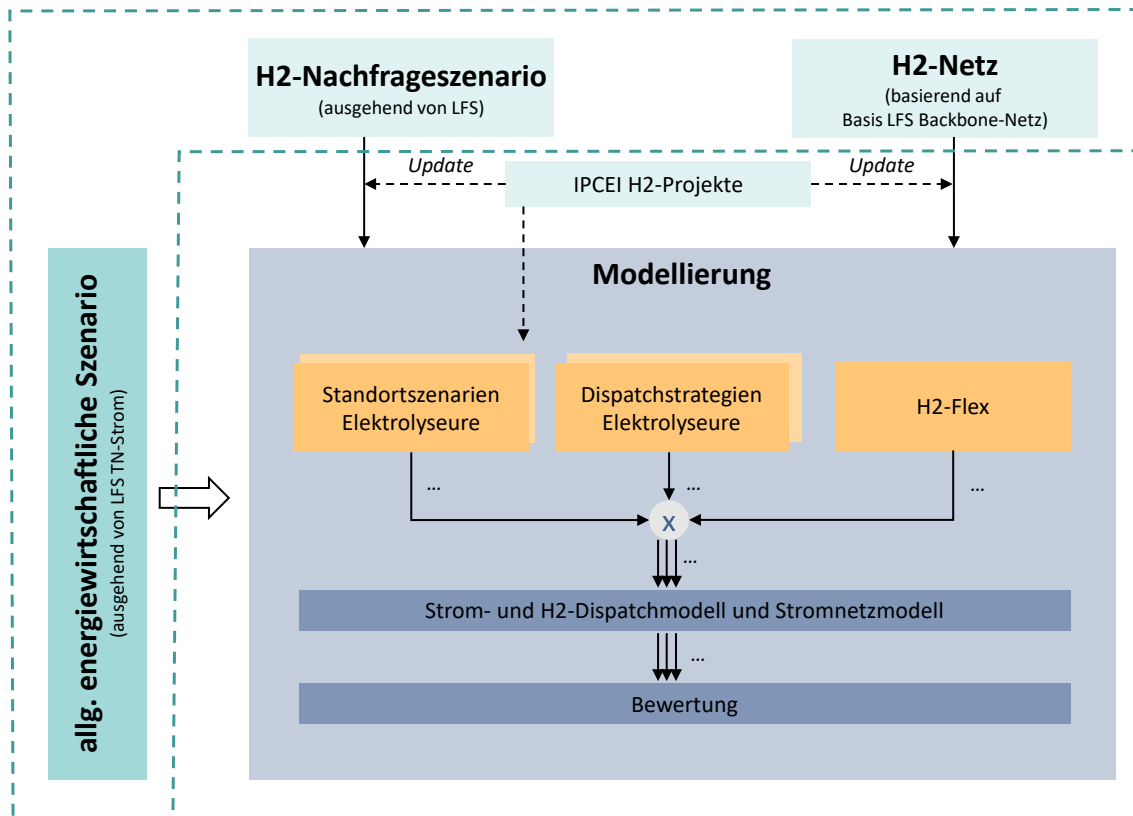 H2-Nachfrageszenario
(ausgehend von LFS)
H2-Netz
(basierend auf
Basis LFS Backbone-Netz)
Update
IPCEI H2-Projekte
Update
allg. energiewirtschaftliche Szenario
(ausgehend von LFS TN-Strom)
Modellierung
Standortszenarien
Elektrolyseure
Dispatchstrategien
Elektrolyseure
H2-Flex
...
...
...
X
...
Strom- und H2-Dispatchmodell und Stromnetzmodell
...
Bewertung